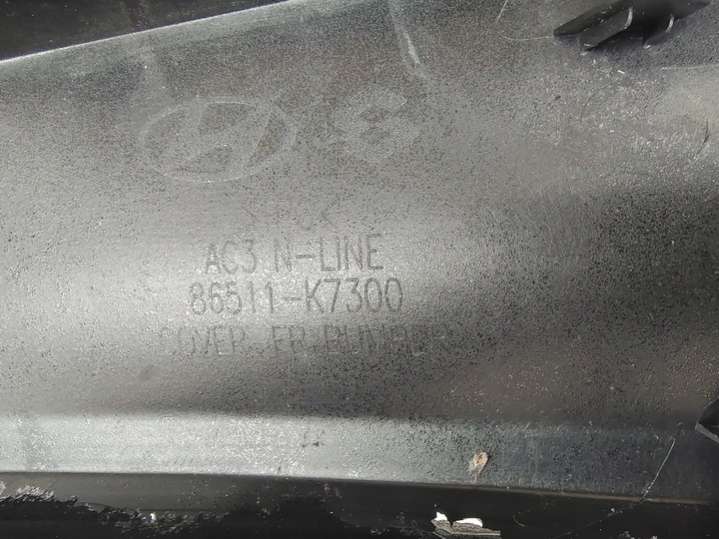 AC3 N-LINE
86511-K7300
COVER-FR BUMPER